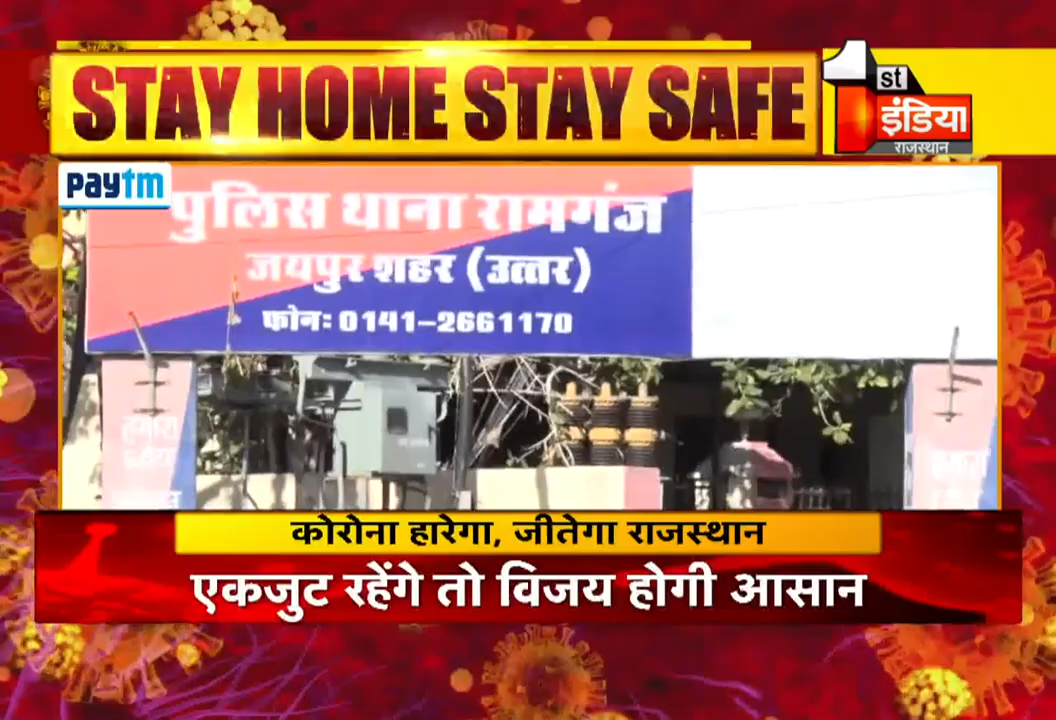 STAY HOME STAY SAFE
1st
इंडिया
राजस्थान
paytm
पुलिस थाना रामगंज
जयपुर शहर (उत्तर)
फोन: 0141-2661170
हमारा
कोरोना हारेगा, जीतेगा राजस्थान
एकजुट रहेंगे तो विजय होगी आसान